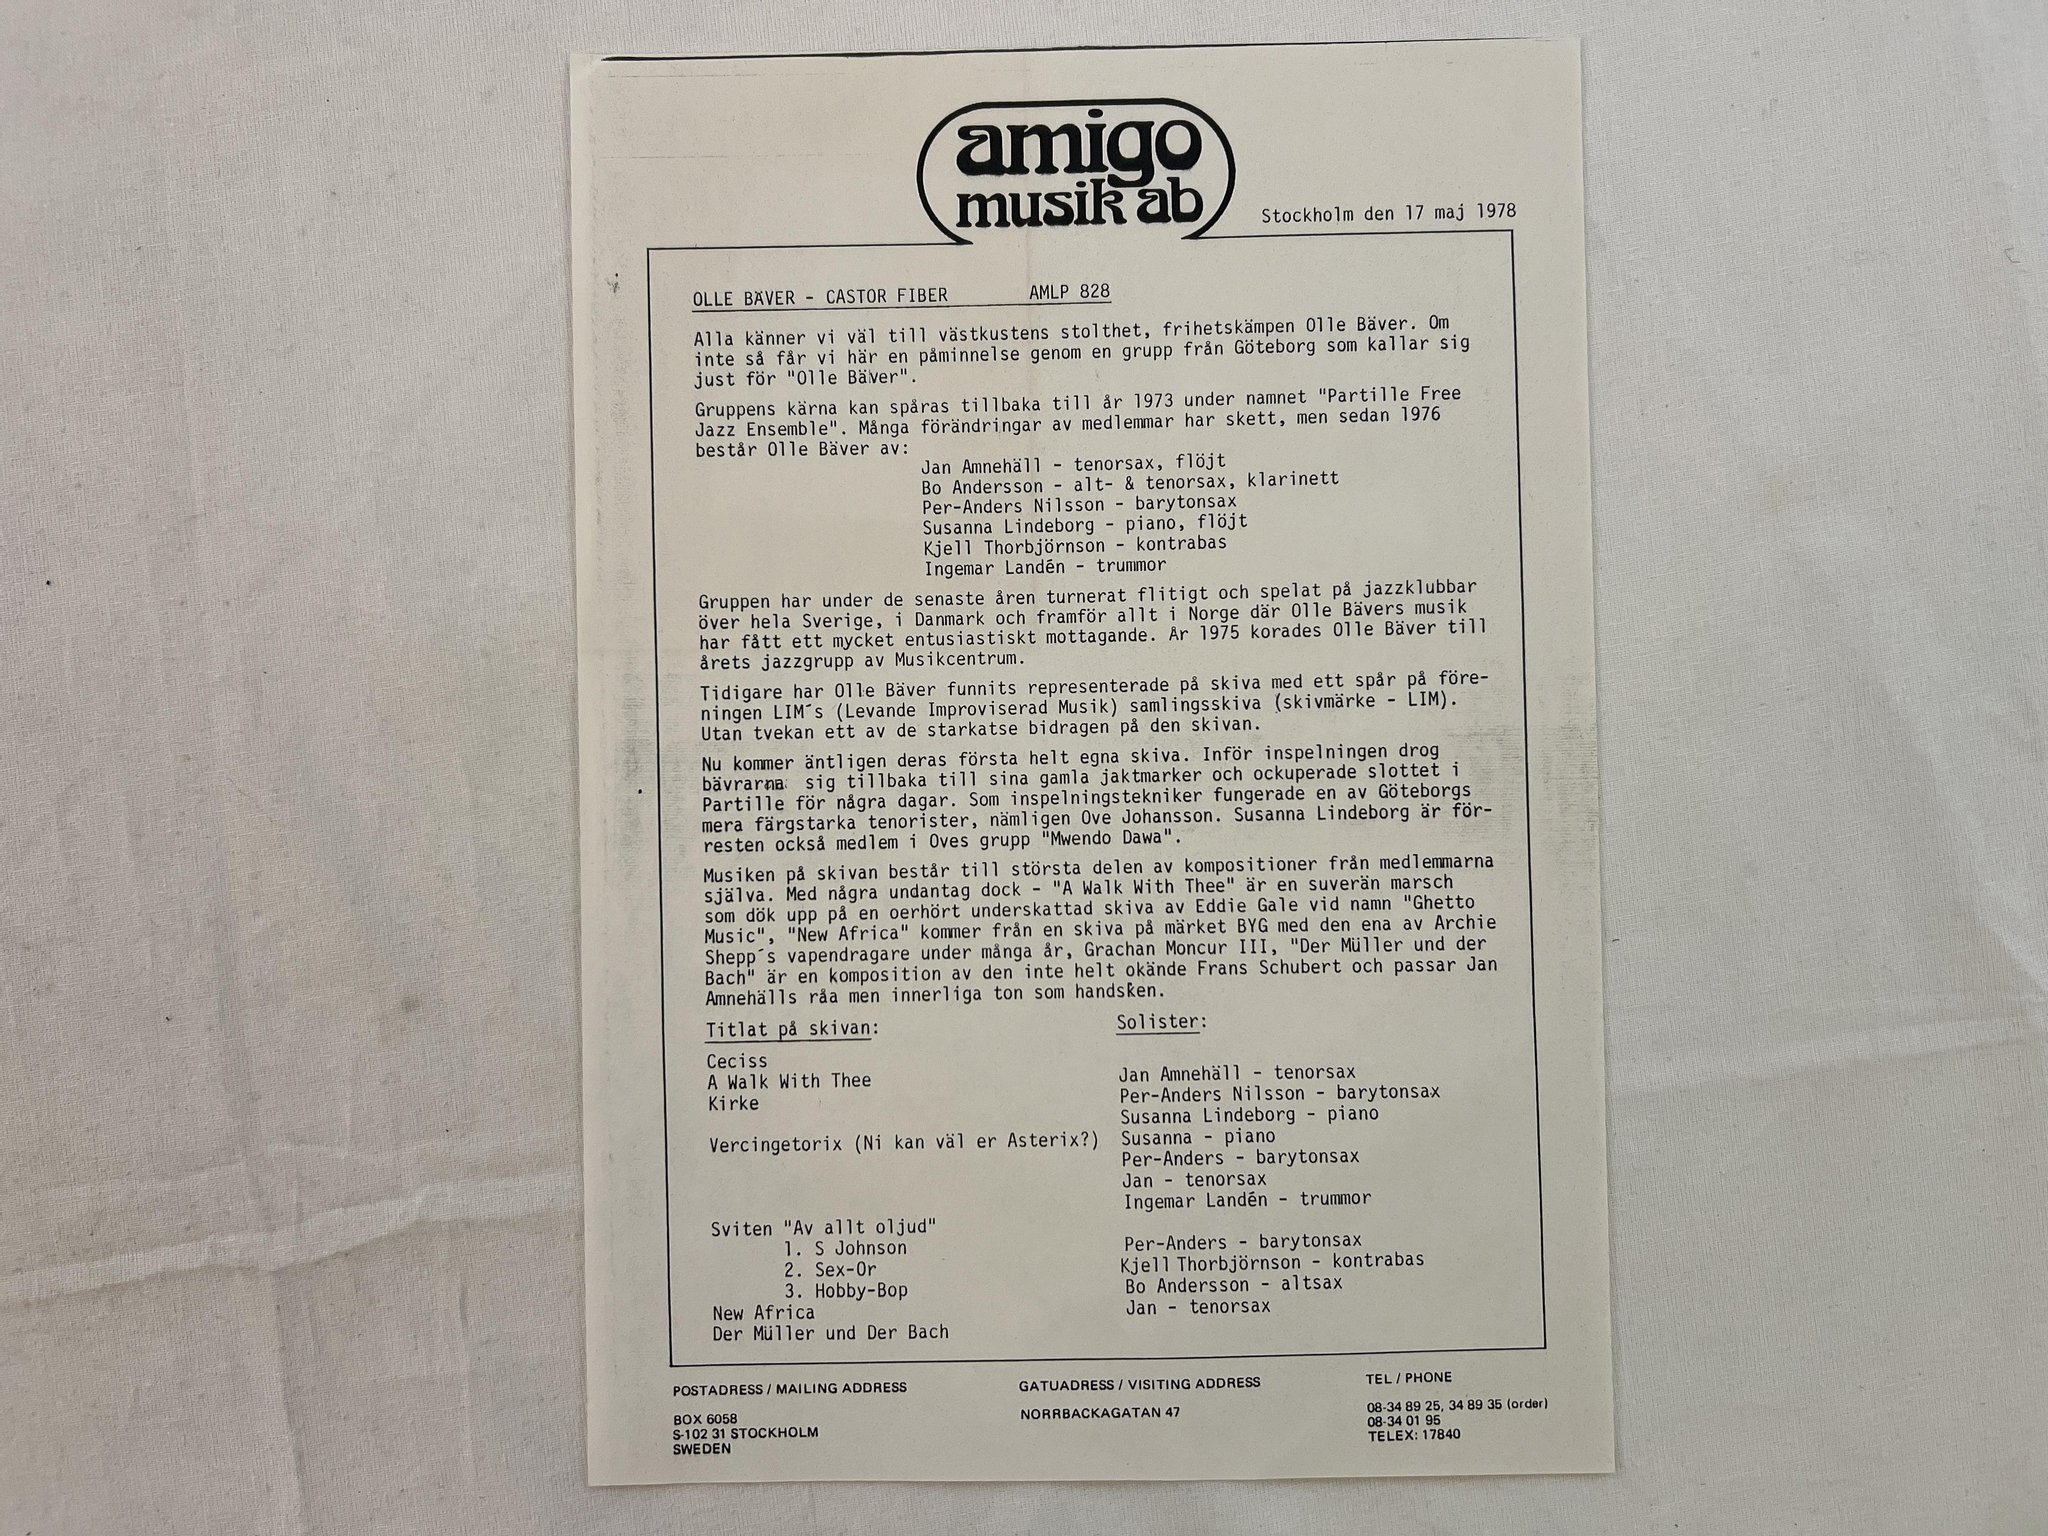 amigo
musik ab
Stockholm den 17 maj 1978
OLLE BÄVER - CASTOR FIBER AMLP 828
Alla känner vi väl till västkustens stolthet, frihetskämpen Olle Bäver. Om
inte så får vi här en påminnelse genom en grupp från Göteborg som kallar sig
just för "Olle Bäver".
Gruppens kärna kan spåras tillbaka till år 1973 under namnet "Partille Free
Jazz Ensemble". Många förändringar av medlemmar har skett, men sedan 1976
består Olle Bäver av:
Jan Amnehäll - tenorsax, flöjt
Bo Andersson - alt- & tenorsax, klarinett
Per-Anders Nilsson - barytonsax
Susanna Lindeborg - piano, flöjt
Kjell Thorbjörnson - kontrabas
Ingemar Landén - trummor
Gruppen har under de senaste åren turnerat flitigt och spelat på jazzklubbar
över hela Sverige, i Danmark och framför allt i Norge där Olle Bävers musik
har fått ett mycket entusiastiskt mottagande. År 1975 korades Olle Bäver till
årets jazzgrupp av Musikcentrum.
Tidigare har Olle Bäver funnits representerade på skiva med ett spår på före-
ningen LIM´s (Levande Improviserad Musik) samlingsskiva (skivmärke - LIM).
Utan tvekan ett av de starkatse bidragen på den skivan.
Nu kommer äntligen deras första helt egna skiva. Inför inspelningen drog
bävrarna sig tillbaka till sina gamla jaktmarker och ockuperade slottet i
Partille för några dagar. Som inspelningstekniker fungerade en av Göteborgs
mera färgstarka tenorister, nämligen Ove Johansson. Susanna Lindeborg är för-
resten också medlem i Oves grupp "Mwendo Dawa".
Musiken på skivan består till största delen av kompositioner från medlemmarna
själva. Med några undantag dock - "A Walk With Thee" är en suverän marsch
som dök upp på en oerhört underskattad skiva av Eddie Gale vid namn "Ghetto
Music", "New Africa" kommer från en skiva på märket BYG med den ena av Archie
Shepp´s vapendragare under många år, Grachan Moncur III, "Der Müller und der
Bach" är en komposition av den inte helt okände Frans Schubert och passar Jan
Amnehälls råa men innerliga ton som handsken.
Titlat på skivan: Solister:
Ceciss
A Walk With Thee Jan Amnehäll - tenorsax
Kirke Per-Anders Nilsson - barytonsax
Susanna Lindeborg - piano
Vercingetorix (Ni kan väl er Asterix?) Susanna - piano
Per-Anders - barytonsax
Jan - tenorsax
Ingemar Landén - trummor
Sviten "Av allt oljud"
1. S Johnson Per-Anders - barytonsax
2. Sex-Or Kjell Thorbjörnson - kontrabas
3. Hobby-Bop Bo Andersson - altsax
New Africa Jan - tenorsax
Der Müller und Der Bach
POSTADRESS / MAILING ADDRESS GATUADRESS / VISITING ADDRESS TEL / PHONE
BOX 6058 NORRBACKAGATAN 47 08-34 89 25, 34 89 35 (order)
S-102 31 STOCKHOLM 08-34 01 95
SWEDEN TELEX: 17840